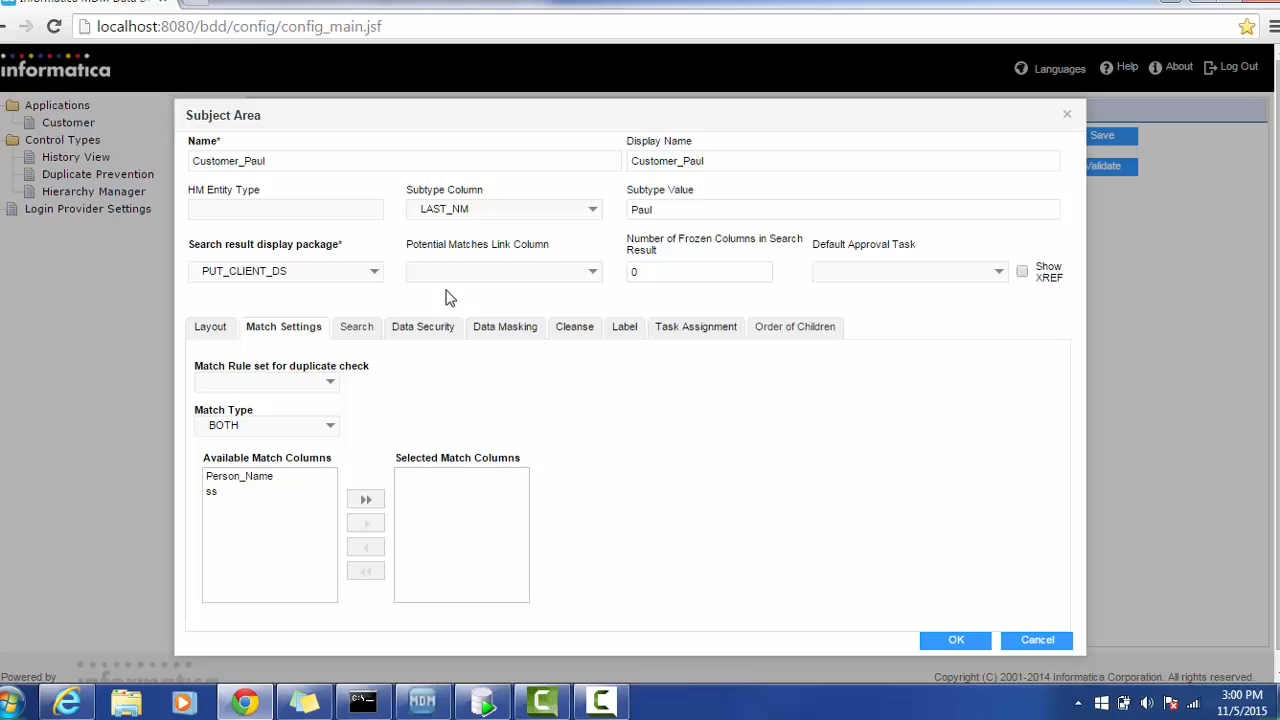 localhost:8080/bdd/config/config_main.jsf
informatica
Languages
Help
About
Log Out
Applications
Customer
Control Types
History View
Duplicate Prevention
Hierarchy Manager
Login Provider Settings
Save
Validate
Subject Area
Name*
Display Name
Customer_Paul
Customer_Paul
HM Entity Type
Subtype Column
Subtype Value
LAST_NM
Paul
Search result display package*
Potential Matches Link Column
Number of Frozen Columns in Search
Result
Default Approval Task
PUT_CLIENT_DS
0
Show
XREF
Layout
Match Settings
Search
Data Security
Data Masking
Cleanse
Label
Task Assignment
Order of Children
Match Rule set for duplicate check
Match Type
BOTH
Available Match Columns
Selected Match Columns
Person_Name
ss
OK
Cancel
Powered by
Copyright (C) 2001-2014 Informatica Corporation. All rights reserved.
C:\
MDM
3:00 PM
11/5/2015